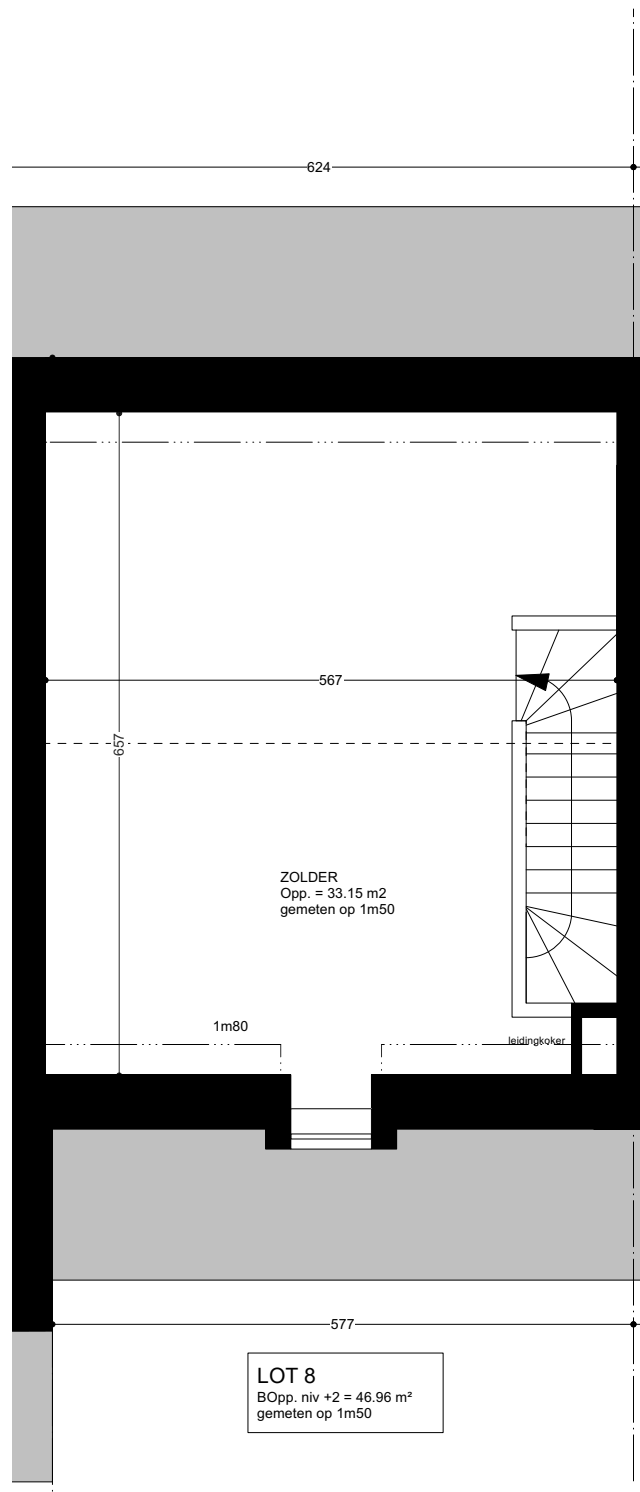 624
567
657
ZOLDER
Opp. = 33.15 m2
gemeten op 1m50
1m80
leidingkoker
577
LOT 8
BOpp. niv +2 = 46.96 m²
gemeten op 1m50